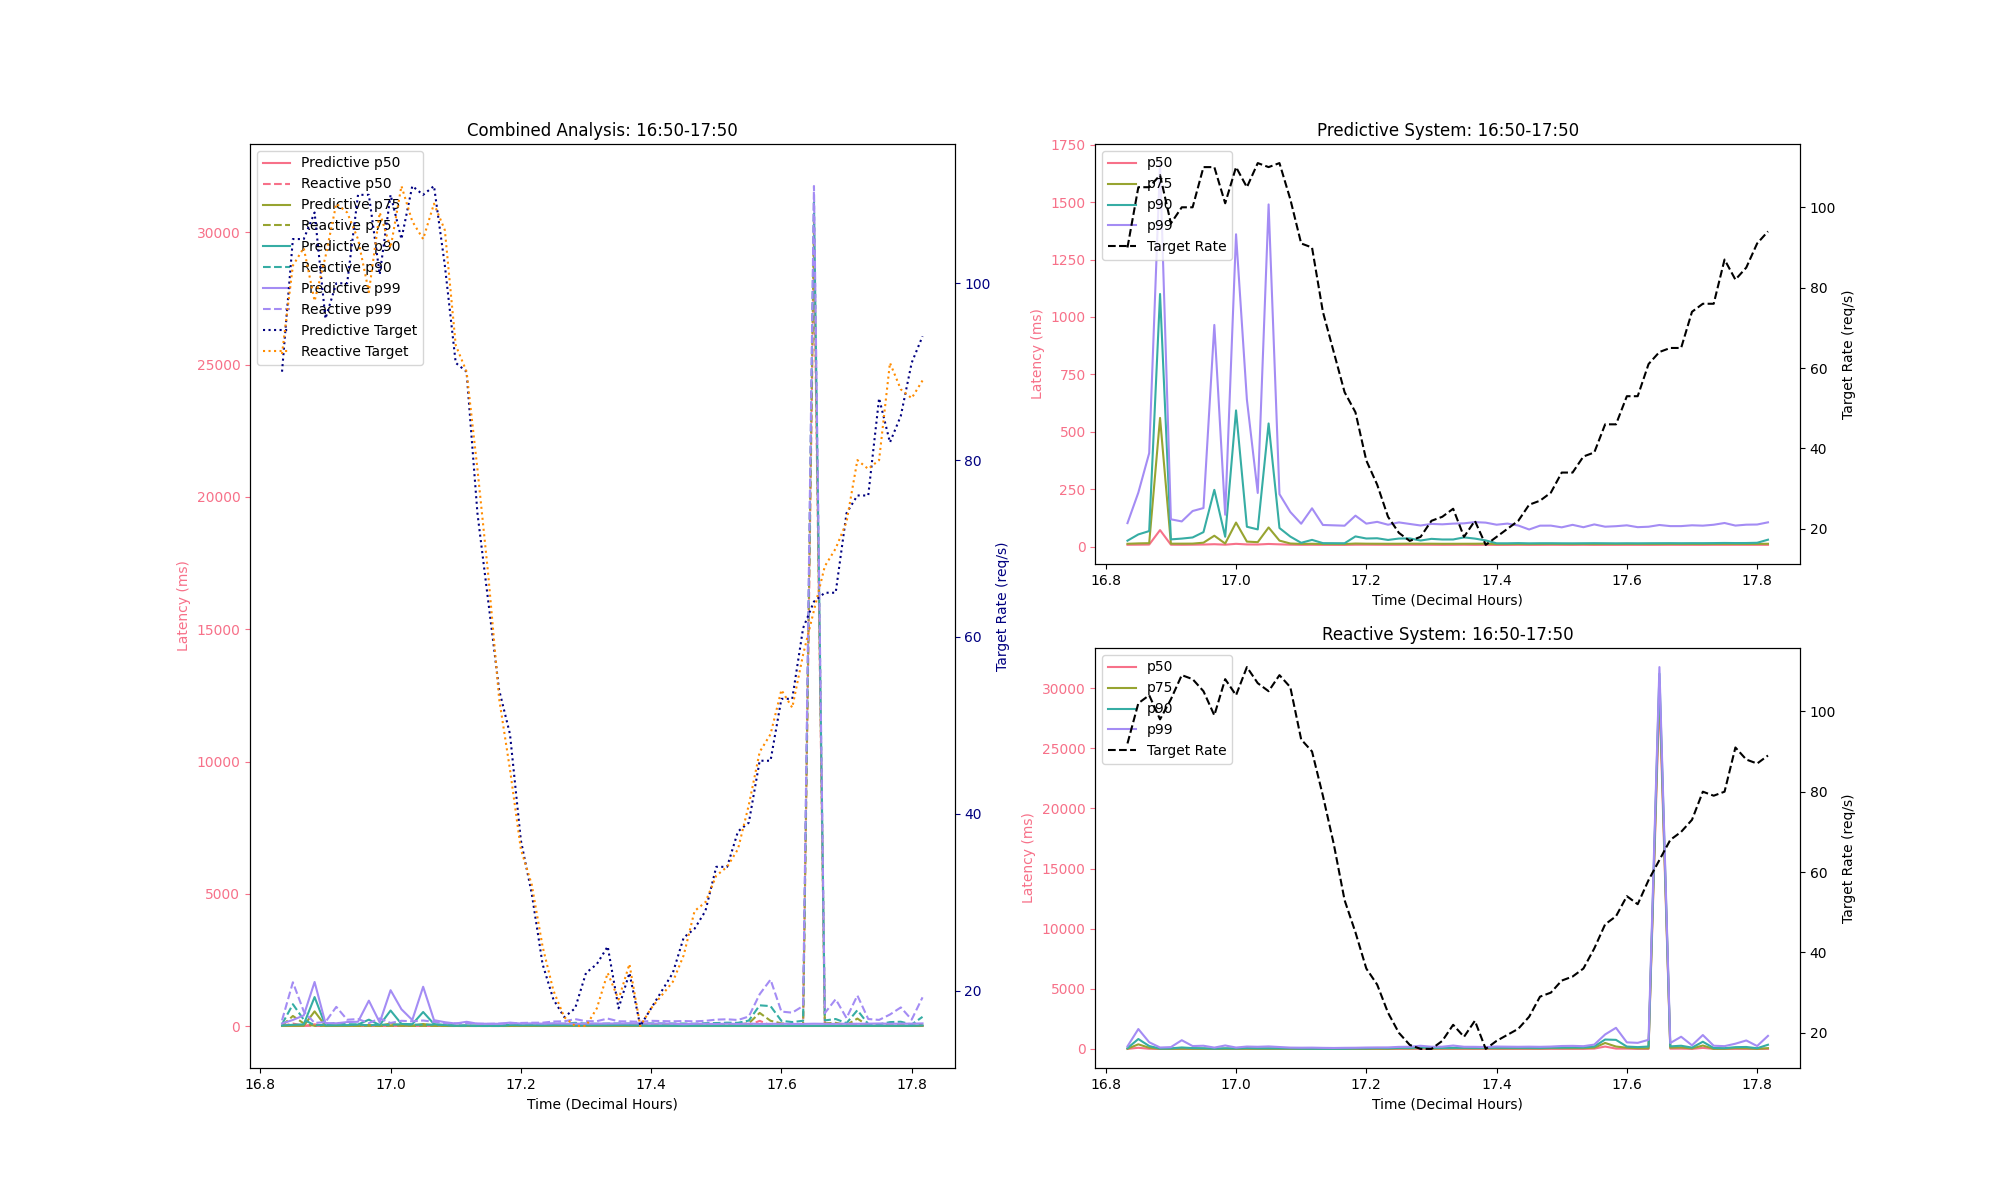 Combined Analysis: 16:50-17:50
Predictive p50
Reactive p50
Predictive p75
Reactive p75
Predictive p90
Reactive p90
Predictive p99
Reactive p99
Predictive Target
Reactive Target
30000
25000
20000
15000
10000
5000
0
Latency (ms)
100
80
60
40
20
Target Rate (req/s)
16.8 17.0 17.2 17.4 17.6 17.8
Time (Decimal Hours)
Predictive System: 16:50-17:50
p50
p75
p90
p99
Target Rate
1750
1500
1250
1000
750
500
250
0
Latency (ms)
100
80
60
40
20
Target Rate (req/s)
16.8 17.0 17.2 17.4 17.6 17.8
Time (Decimal Hours)
Reactive System: 16:50-17:50
p50
p75
p90
p99
Target Rate
30000
25000
20000
15000
10000
5000
0
Latency (ms)
100
80
60
40
20
Target Rate (req/s)
16.8 17.0 17.2 17.4 17.6 17.8
Time (Decimal Hours)